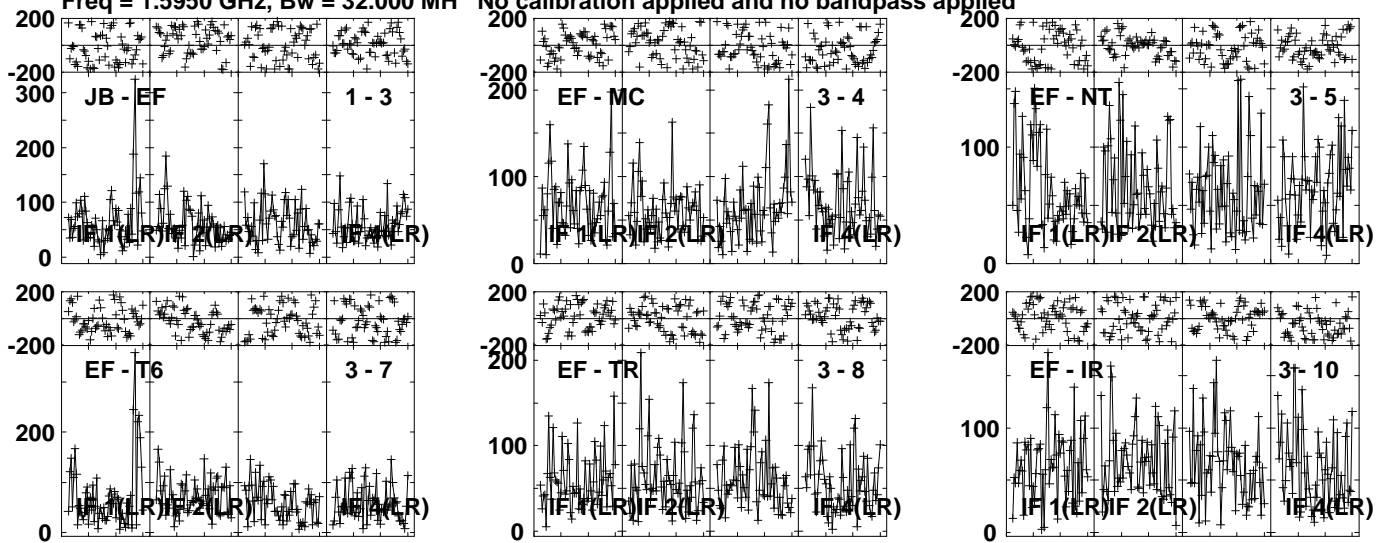 Freq = 1.5950 GHz, Bw = 32.000 MH No calibration applied and no bandpass applied
200
-200
300
200
100
0
JB - EF 1 - 3
IF 1(LR) IF 2(LR) IF 4(LR)
200
-200
200
100
0
EF - MC 3 - 4
IF 1(LR) IF 2(LR) IF 4(LR)
200
-200
100
0
EF - NT 3 - 5
IF 1(LR) IF 2(LR) IF 4(LR)
200
-200
200
0
EF - T6 3 - 7
IF 1(LR) IF 2(LR) IF 4(LR)
200
-200
200
100
0
EF - TR 3 - 8
IF 1(LR) IF 2(LR) IF 4(LR)
200
-200
100
0
EF - IR 3 - 10
IF 1(LR) IF 2(LR) IF 4(LR)